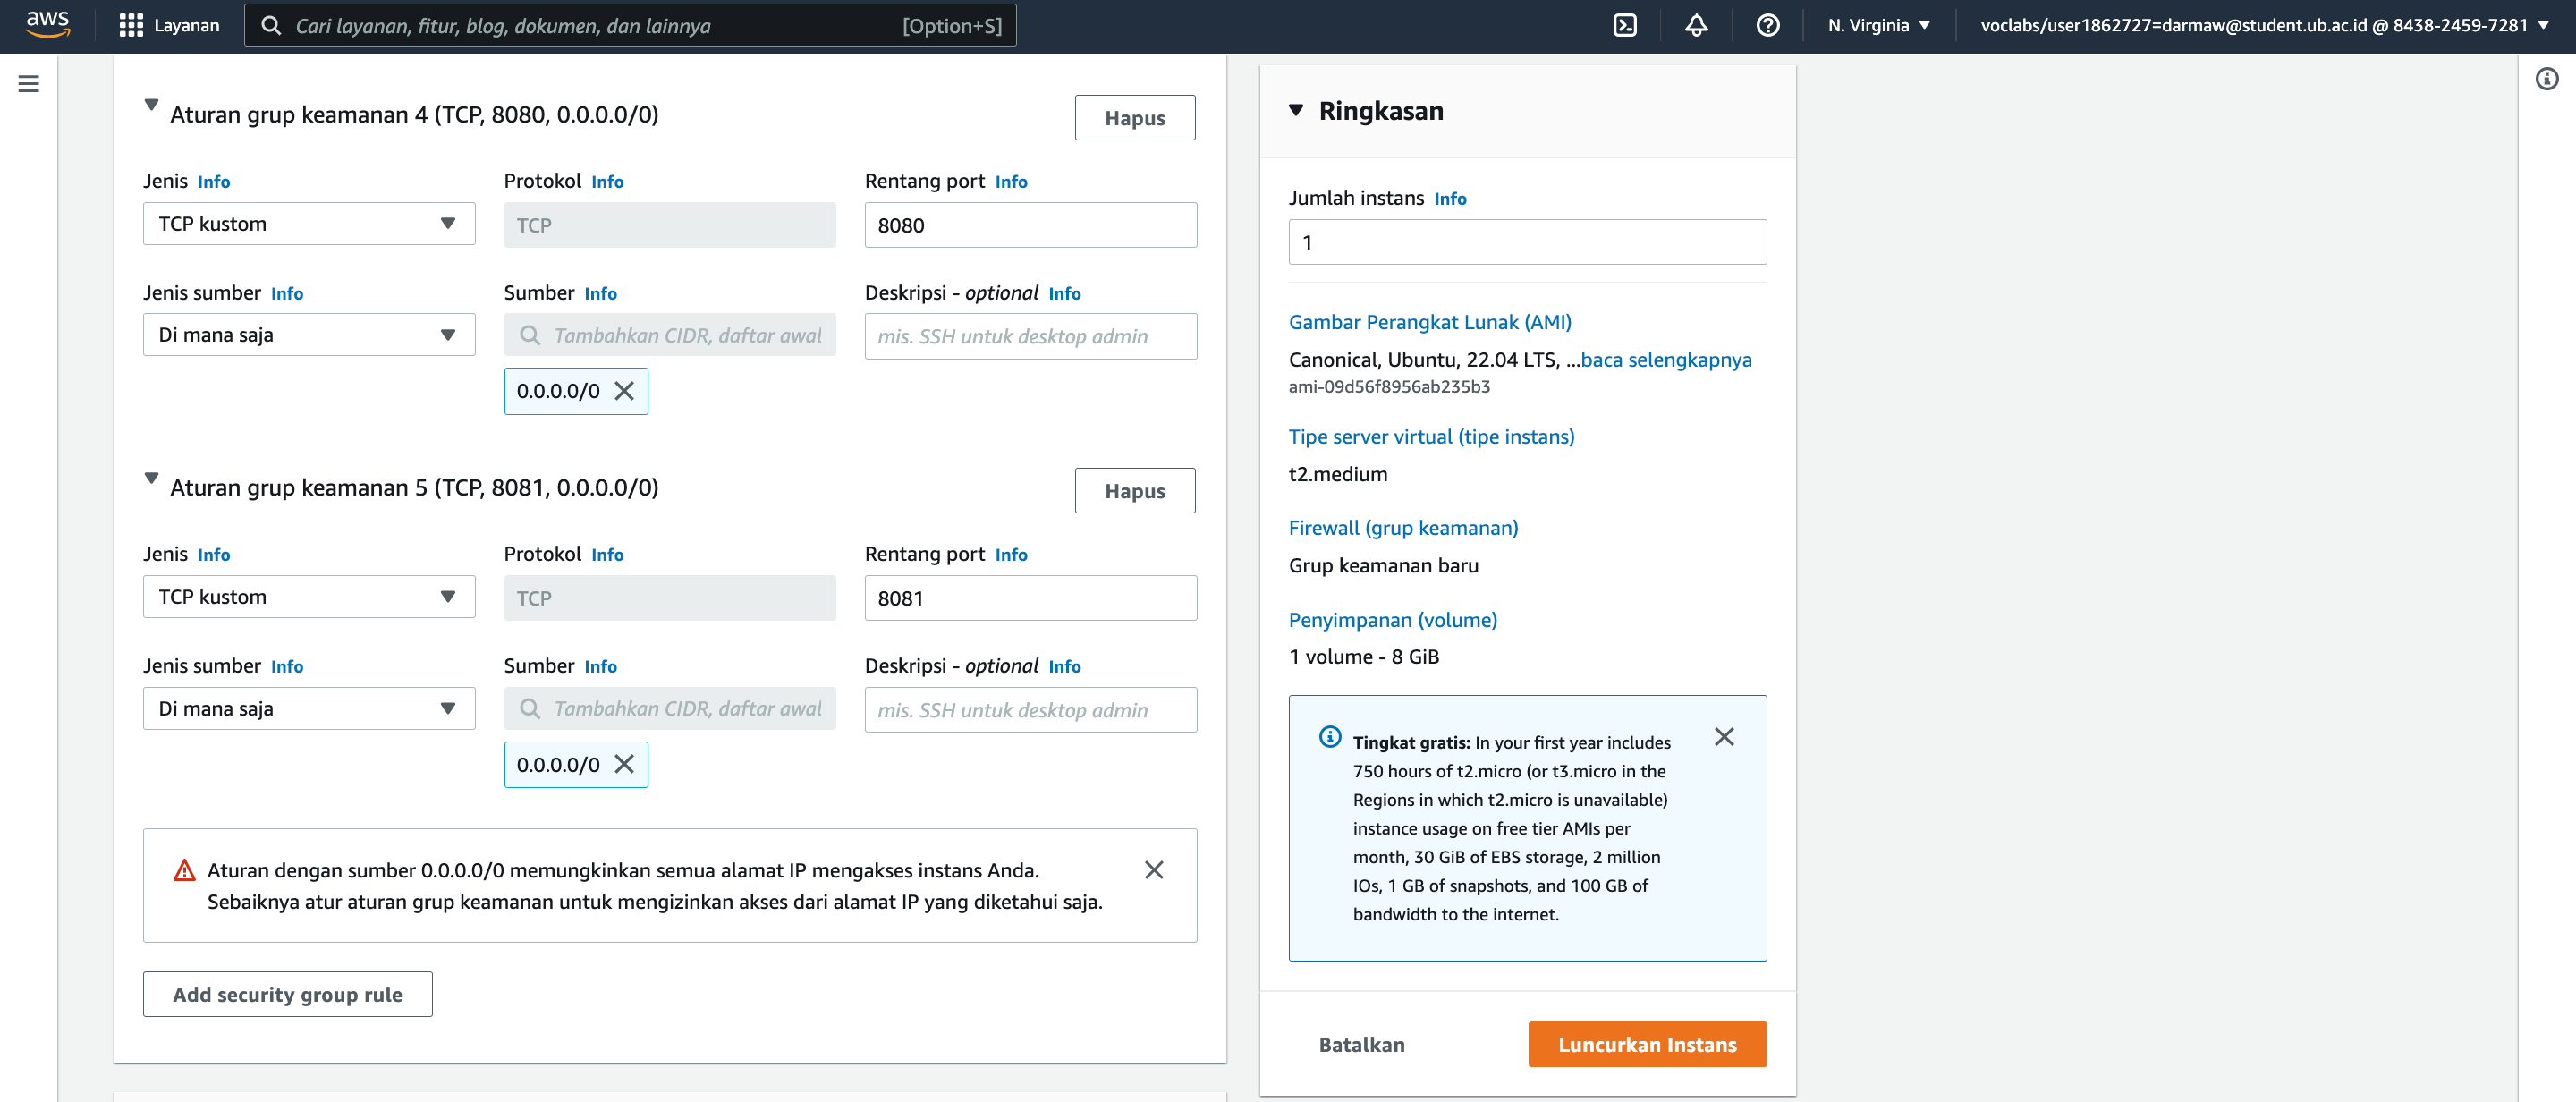 aws
Layanan
Cari layanan, fitur, blog, dokumen, dan lainnya
[Option+S]
N. Virginia
voclabs/user1862727=darmaw@student.ub.ac.id @ 8438-2459-7281
Aturan grup keamanan 4 (TCP, 8080, 0.0.0.0/0)
Hapus
Jenis Info
Protokol Info
Rentang port Info
TCP kustom
TCP
8080
Jenis sumber Info
Sumber Info
Deskripsi - optional Info
Di mana saja
Tambahkan CIDR, daftar awal
mis. SSH untuk desktop admin
0.0.0.0/0
Aturan grup keamanan 5 (TCP, 8081, 0.0.0.0/0)
Hapus
Jenis Info
Protokol Info
Rentang port Info
TCP kustom
TCP
8081
Jenis sumber Info
Sumber Info
Deskripsi - optional Info
Di mana saja
Tambahkan CIDR, daftar awal
mis. SSH untuk desktop admin
0.0.0.0/0
Aturan dengan sumber 0.0.0.0/0 memungkinkan semua alamat IP mengakses instans Anda.
Sebaiknya atur aturan grup keamanan untuk mengizinkan akses dari alamat IP yang diketahui saja.
Add security group rule
Ringkasan
Jumlah instans Info
1
Gambar Perangkat Lunak (AMI)
Canonical, Ubuntu, 22.04 LTS, ...baca selengkapnya
ami-09d56f8956ab235b3
Tipe server virtual (tipe instans)
t2.medium
Firewall (grup keamanan)
Grup keamanan baru
Penyimpanan (volume)
1 volume - 8 GiB
Tingkat gratis: In your first year includes
750 hours of t2.micro (or t3.micro in the
Regions in which t2.micro is unavailable)
instance usage on free tier AMIs per
month, 30 GiB of EBS storage, 2 million
IOs, 1 GB of snapshots, and 100 GB of
bandwidth to the internet.
Batalkan
Luncurkan Instans